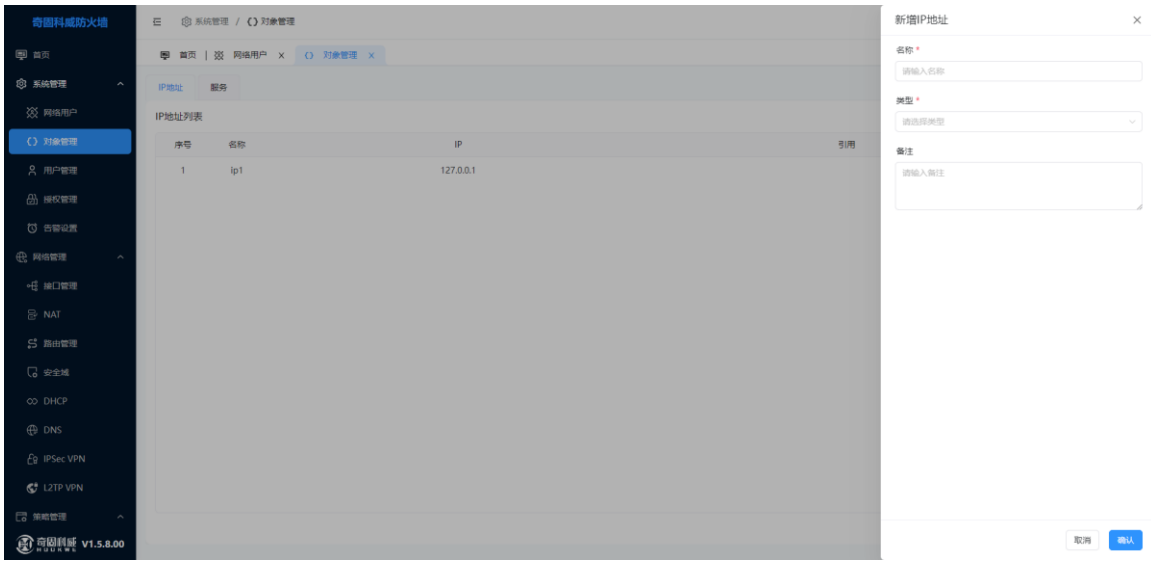 奇固科威防火墙
系统管理 / 对象管理
新增IP地址
首页
首页 | 网络用户 x 对象管理 x
系统管理
IP地址 服务
网络用户
IP地址列表
对象管理
序号 名称 IP 引用
用户管理
1 ip1 127.0.0.1
授权管理
告警设置
网络管理
接口管理
NAT
路由管理
安全域
DHCP
DNS
IPSec VPN
L2TP VPN
策略管理
奇固科威 V1.5.8.00
名称 *
请输入名称
类型 *
请选择类型
备注
请输入备注
取消 确认